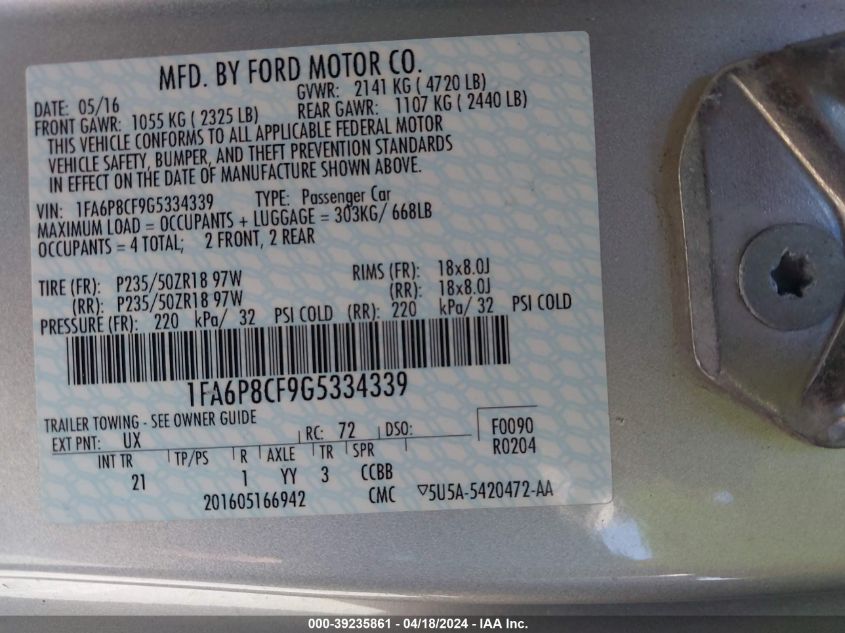 MFD. BY FORD MOTOR CO.
DATE: 05/16 GVWR: 2141 KG ( 4720 LB)
FRONT GAWR: 1055 KG ( 2325 LB) REAR GAWR: 1107 KG ( 2440 LB)
THIS VEHICLE CONFORMS TO ALL APPLICABLE FEDERAL MOTOR
VEHICLE SAFETY, BUMPER, AND THEFT PREVENTION STANDARDS
IN EFFECT ON THE DATE OF MANUFACTURE SHOWN ABOVE.
VIN: 1FA6P8CF9G5334339 TYPE: Passenger Car
MAXIMUM LOAD = OCCUPANTS + LUGGAGE = 303KG/ 668LB
OCCUPANTS = 4 TOTAL; 2 FRONT, 2 REAR
TIRE (FR): P235/50ZR18 97W RIMS (FR): 18x8.0J
(RR): P235/50ZR18 97W (RR): 18x8.0J
PRESSURE (FR): 220 kPa/ 32 PSI COLD (RR): 220 kPa/ 32 PSI COLD
1FA6P8CF9G5334339
TRAILER TOWING - SEE OWNER GUIDE
EXT PNT: UX RC: 72 DSO: F0090
R0204
INT TR TP/PS R AXLE TR SPR
21 1 YY 3 CCBB
201605166942 CMC ▽5U5A-5420472-AA
000-39235861 - 04/18/2024 - IAA Inc.